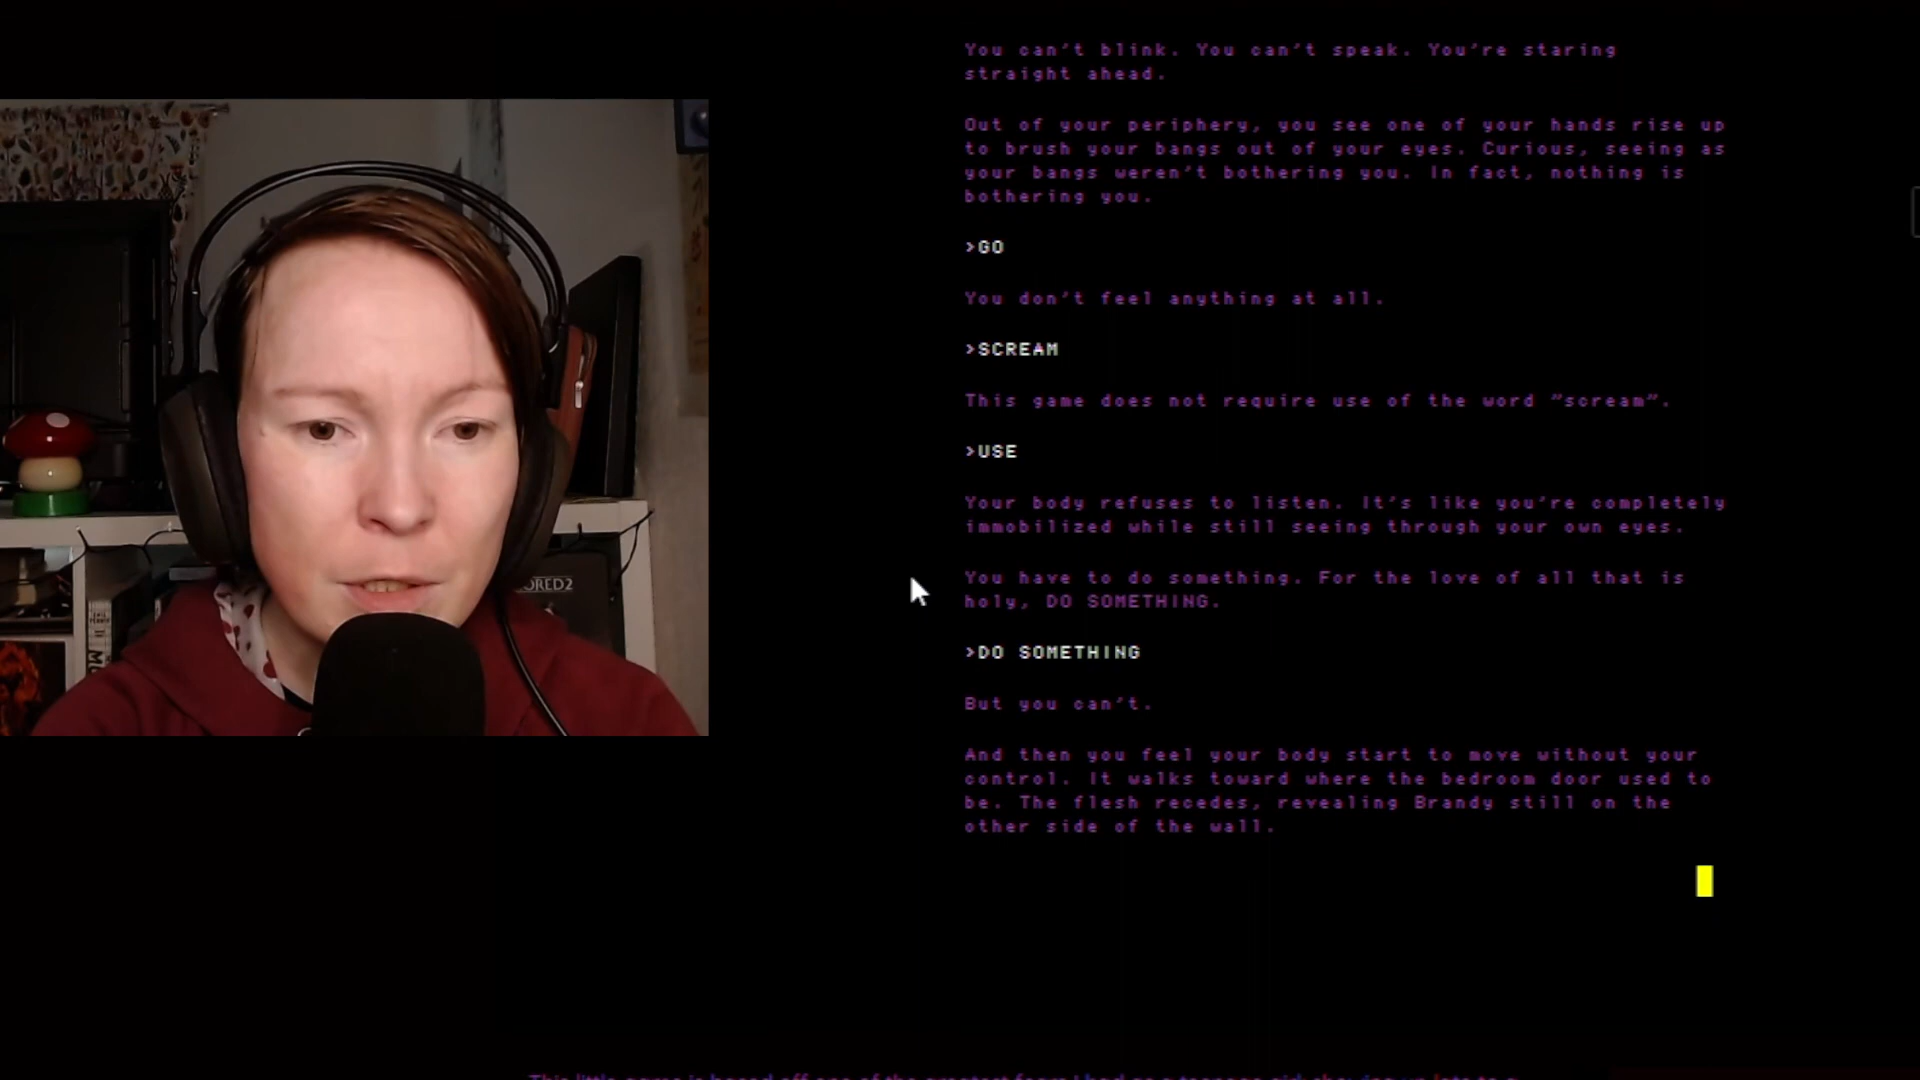 You can't blink. You can't speak. You're staring
straight ahead.
Out of your periphery, you see one of your hands rise up
to brush your bangs out of your eyes. Curious, seeing as
your bangs weren't bothering you. In fact, nothing is
bothering you.
>GO
You don't feel anything at all.
>SCREAM
This game does not require use of the word "scream".
>USE
Your body refuses to listen. It's like you're completely
immobilized while still seeing through your own eyes.
You have to do something. For the love of all that is
holy, DO SOMETHING.
>DO SOMETHING
But you can't.
And then you feel your body start to move without your
control. It walks toward where the bedroom door used to
be. The flesh recedes, revealing Brandy still on the
other side of the wall.
ORED2